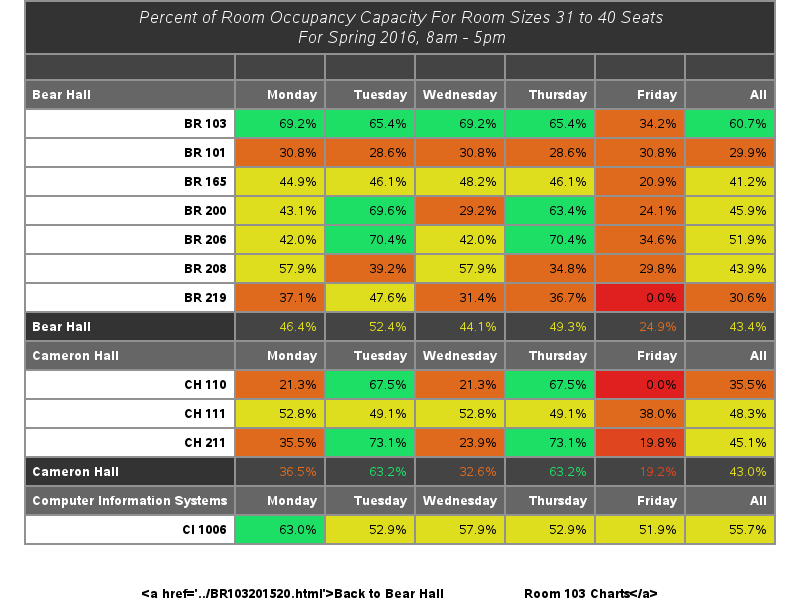 Percent of Room Occupancy Capacity For Room Sizes 31 to 40 Seats
For Spring 2016, 8am - 5pm
Bear Hall Monday Tuesday Wednesday Thursday Friday All
BR 103 69.2% 65.4% 69.2% 65.4% 34.2% 60.7%
BR 101 30.8% 28.6% 30.8% 28.6% 30.8% 29.9%
BR 165 44.9% 46.1% 48.2% 46.1% 20.9% 41.2%
BR 200 43.1% 69.6% 29.2% 63.4% 24.1% 45.9%
BR 206 42.0% 70.4% 42.0% 70.4% 34.6% 51.9%
BR 208 57.9% 39.2% 57.9% 34.8% 29.8% 43.9%
BR 219 37.1% 47.6% 31.4% 36.7% 0.0% 30.6%
Bear Hall 46.4% 52.4% 44.1% 49.3% 24.9% 43.4%
Cameron Hall Monday Tuesday Wednesday Thursday Friday All
CH 110 21.3% 67.5% 21.3% 67.5% 0.0% 35.5%
CH 111 52.8% 49.1% 52.8% 49.1% 38.0% 48.3%
CH 211 35.5% 73.1% 23.9% 73.1% 19.8% 45.1%
Cameron Hall 36.5% 63.2% 32.6% 63.2% 19.2% 43.0%
Computer Information Systems Monday Tuesday Wednesday Thursday Friday All
CI 1006 63.0% 52.9% 57.9% 52.9% 51.9% 55.7%
<a href='../BR103201520.html'>Back to Bear Hall Room 103 Charts</a>